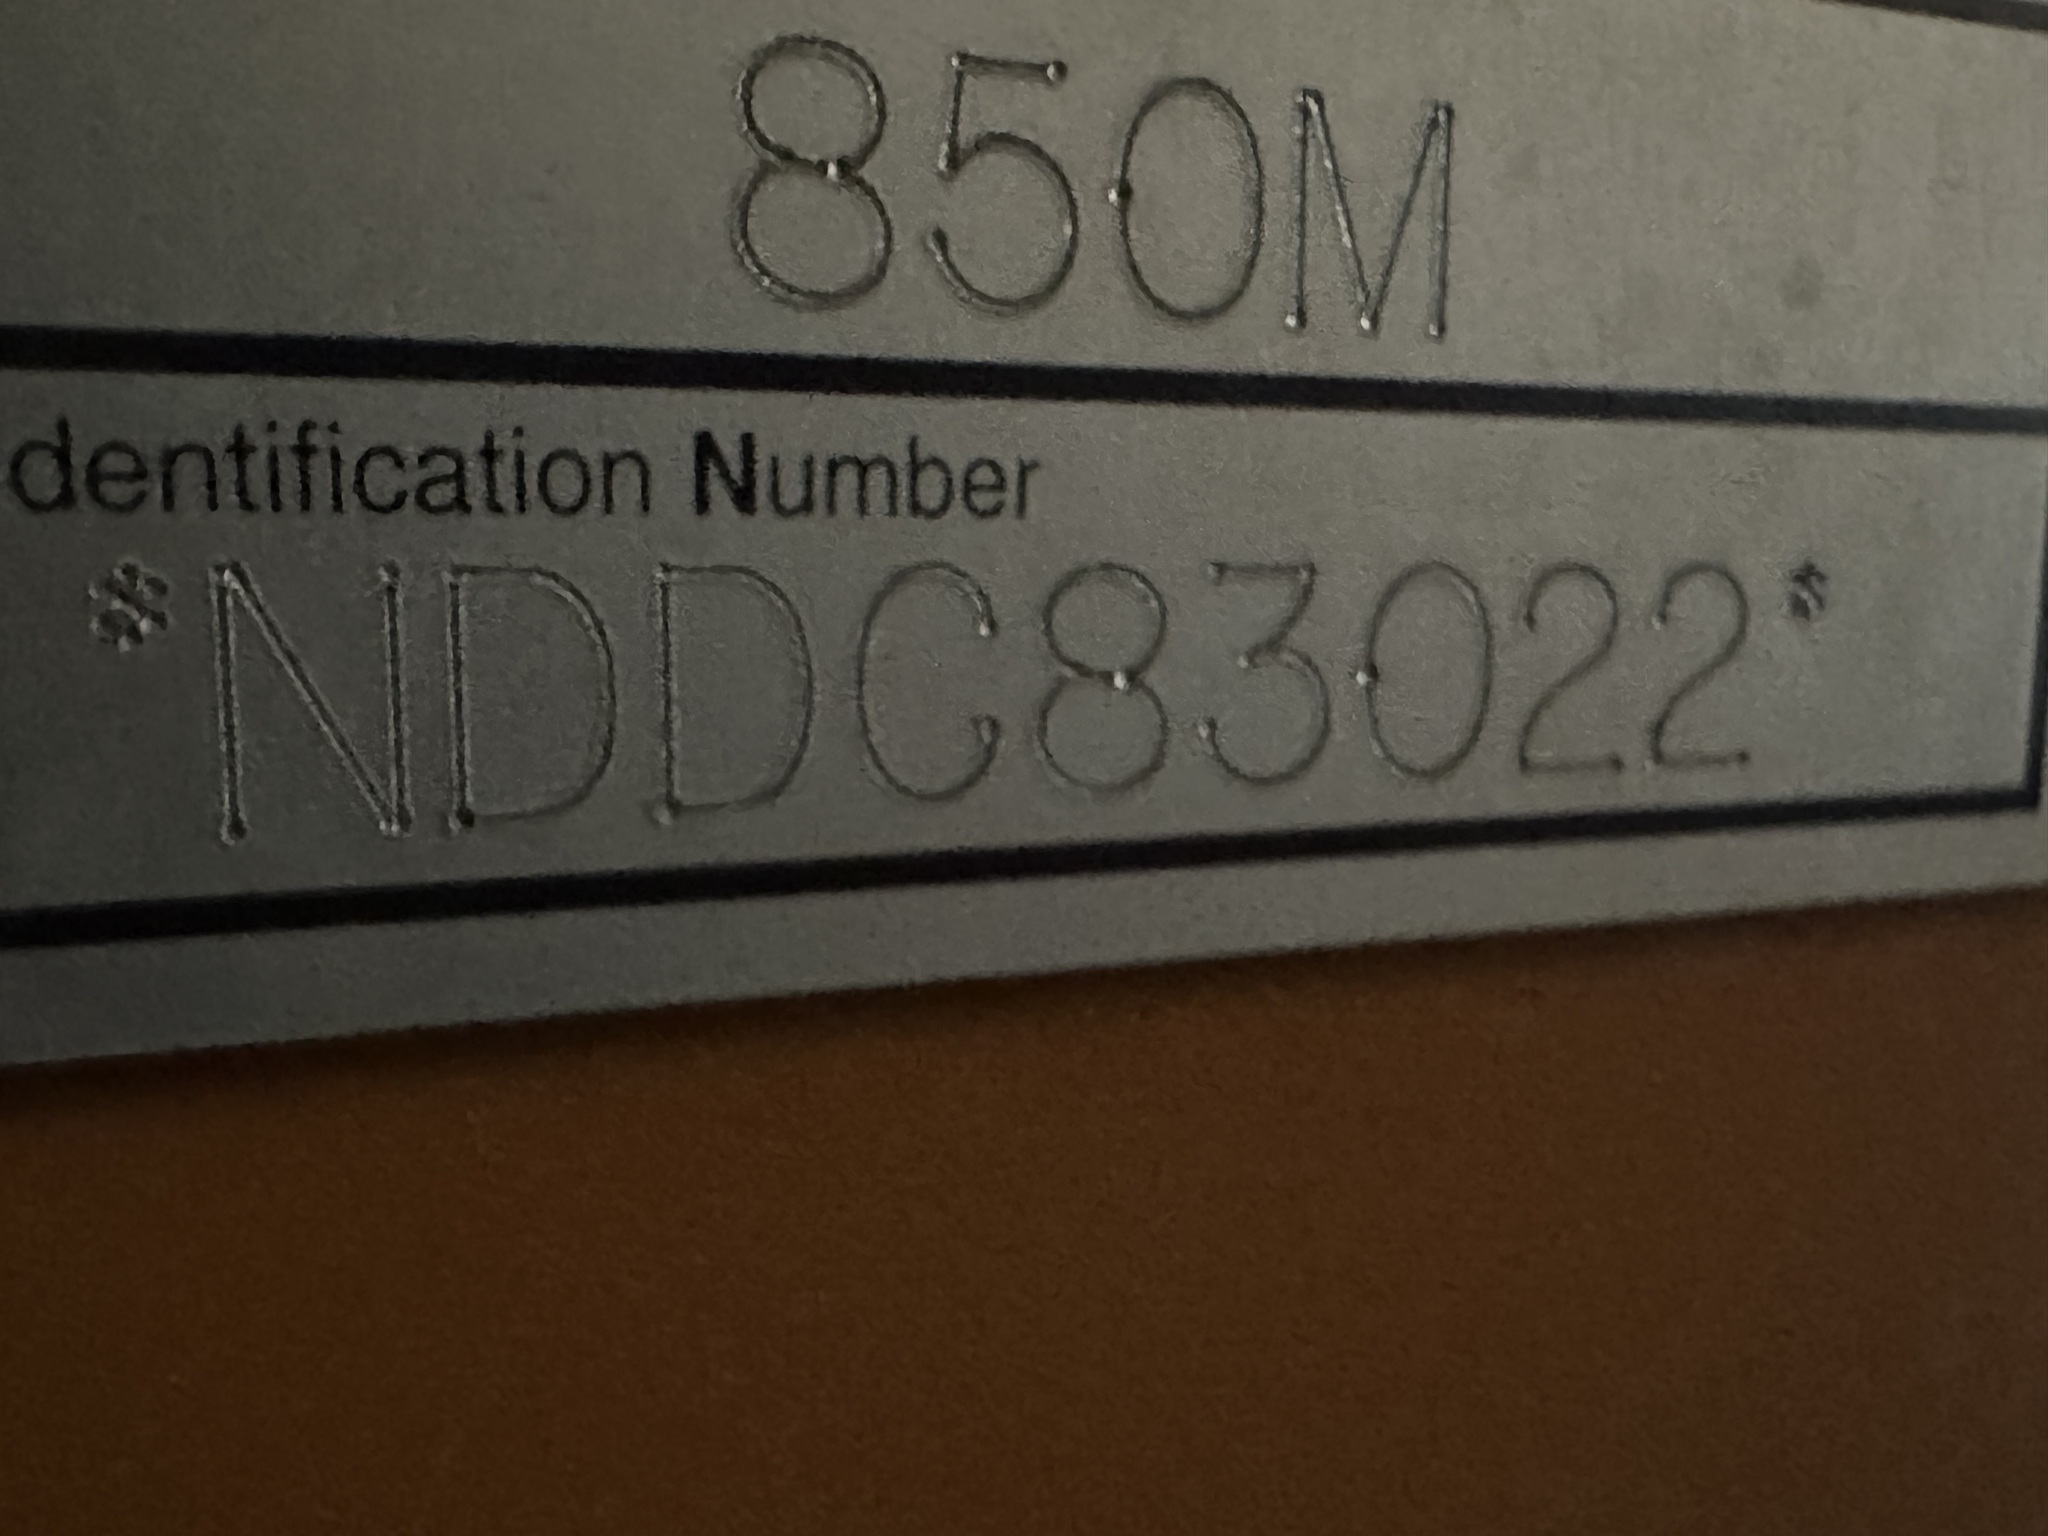 850M
dentification Number
*NDDC83022*